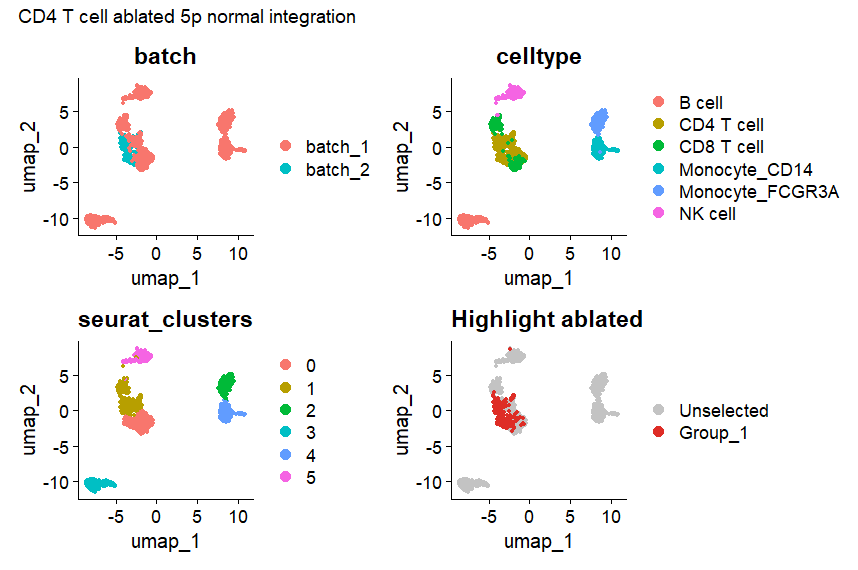 CD4 T cell ablated 5p normal integration
batch
5
0
-5
-10
umap_2
-5 0 5 10
umap_1
batch_1
batch_2
celltype
5
0
-5
-10
umap_2
-5 0 5 10
umap_1
B cell
CD4 T cell
CD8 T cell
Monocyte_CD14
Monocyte_FCGR3A
NK cell
seurat_clusters
5
0
-5
-10
umap_2
-5 0 5 10
umap_1
0
1
2
3
4
5
Highlight ablated
5
0
-5
-10
umap_2
-5 0 5 10
umap_1
Unselected
Group_1